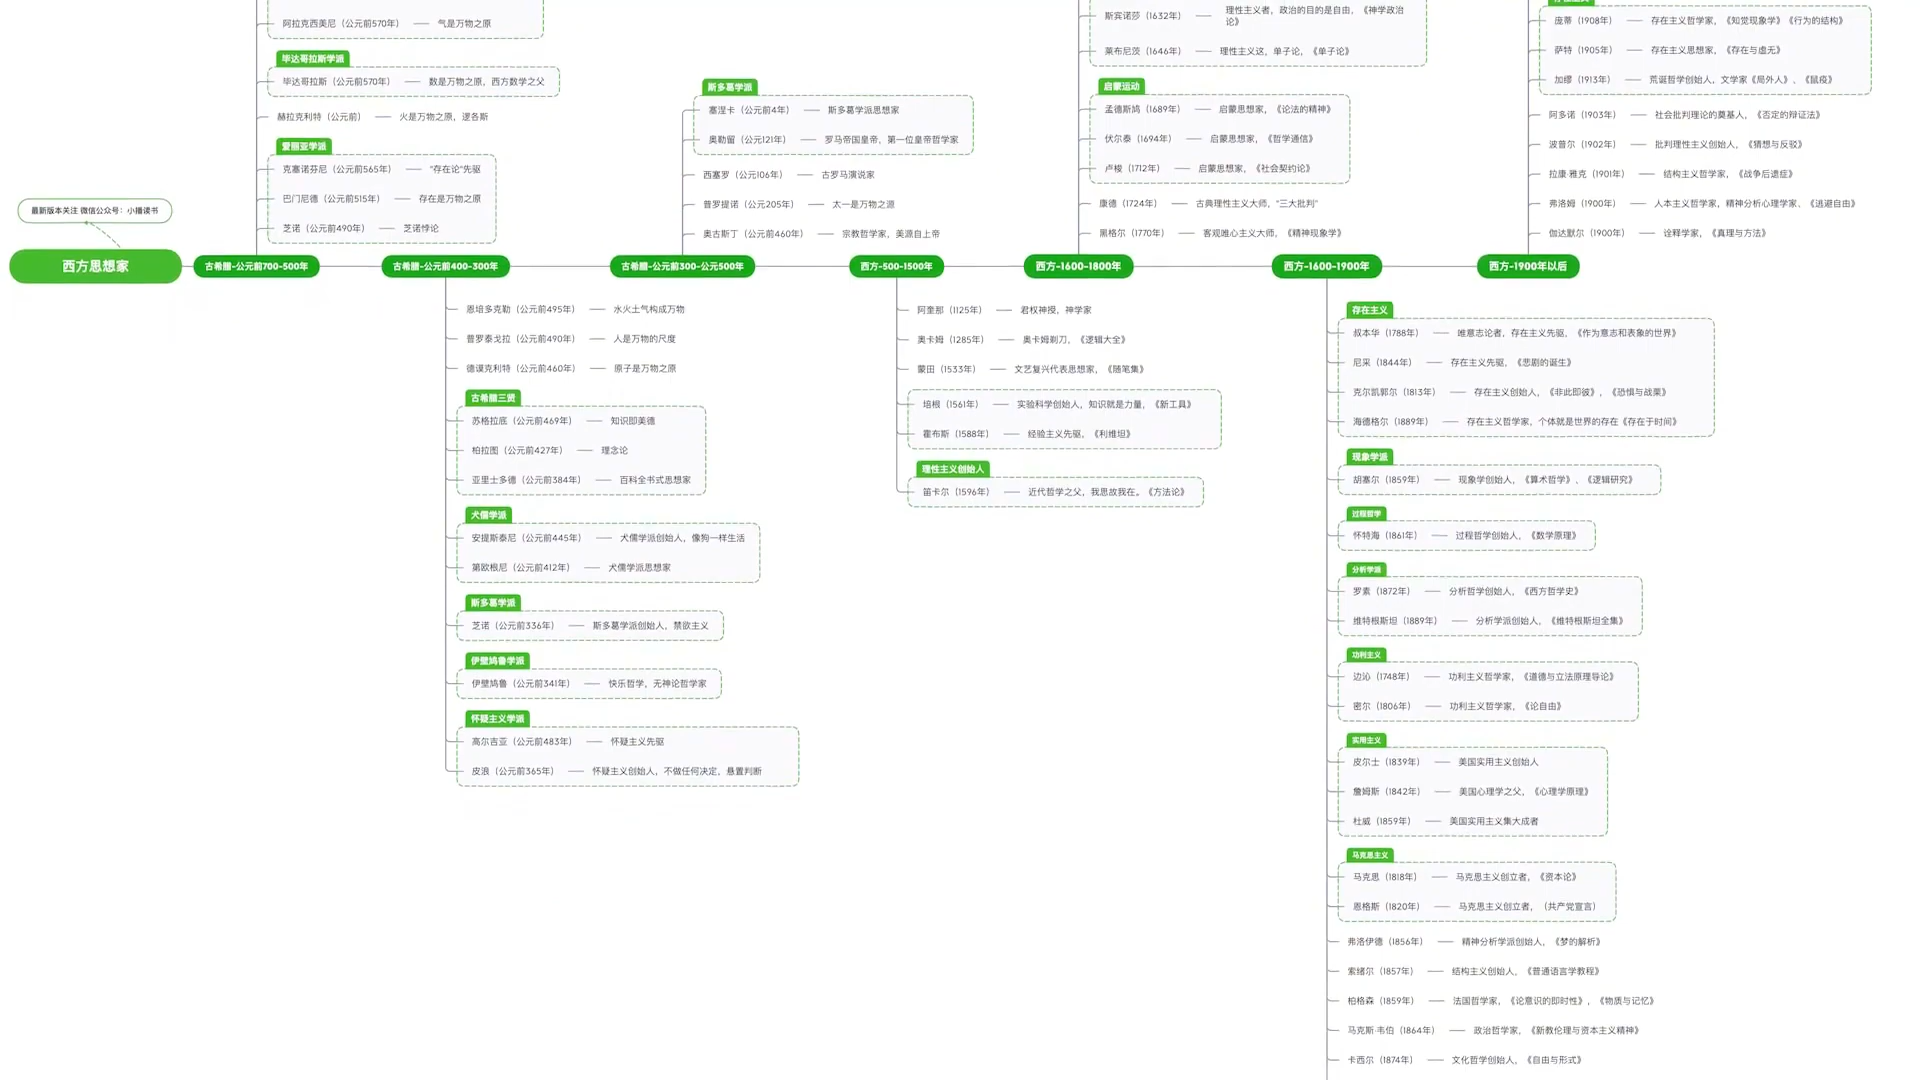 阿拉克西美尼（公元前570年） 气是万物之原
毕达哥拉斯学派
毕达哥拉斯（公元前570年） 数是万物之原，西方数学之父
赫拉克利特（公元前） 火是万物之原，逻各斯
爱丽亚学派
克塞诺芬尼（公元前565年） “存在论”先驱
巴门尼德（公元前515年） 存在是万物之原
芝诺（公元前490年） 芝诺悖论
最新版本关注 微信公众号：小播读书
西方思想家
古希腊-公元前700-500年
古希腊-公元前400-300年
恩培多克勒（公元前495年） 水火土气构成万物
普罗泰戈拉（公元前490年） 人是万物的尺度
德谟克利特（公元前460年） 原子是万物之原
古希腊三贤
苏格拉底（公元前469年） 知识即美德
柏拉图（公元前427年） 理念论
亚里士多德（公元前384年） 百科全书式思想家
犬儒学派
安提斯泰尼（公元前445年） 犬儒学派创始人，像狗一样生活
第欧根尼（公元前412年） 犬儒学派思想家
斯多葛学派
芝诺（公元前336年） 斯多葛学派创始人，禁欲主义
伊壁鸠鲁学派
伊壁鸠鲁（公元前341年） 快乐哲学，无神论哲学家
怀疑主义学派
高尔吉亚（公元前483年） 怀疑主义先驱
皮浪（公元前365年） 怀疑主义创始人，不做任何决定，悬置判断
斯多葛学派
塞涅卡（公元前4年） 斯多葛学派思想家
奥勒留（公元121年） 罗马帝国皇帝，第一位皇帝哲学家
西塞罗（公元106年） 古罗马演说家
普罗提诺（公元205年） 太一是万物之源
奥古斯丁（公元前460年） 宗教哲学家，美源自上帝
古希腊-公元前300-公元500年
西方-500-1500年
阿奎那（1125年） 君权神授，神学家
奥卡姆（1285年） 奥卡姆剃刀，《逻辑大全》
蒙田（1533年） 文艺复兴代表思想家，《随笔集》
培根（1561年） 实验科学创始人，知识就是力量，《新工具》
霍布斯（1588年） 经验主义先驱，《利维坦》
理性主义创始人
笛卡尔（1596年） 近代哲学之父，我思故我在。《方法论》
斯宾诺莎（1632年） 理性主义者，政治的目的是自由，《神学政治
论》
莱布尼茨（1646年） 理性主义这，单子论，《单子论》
启蒙运动
孟德斯鸠（1689年） 启蒙思想家，《论法的精神》
伏尔泰（1694年） 启蒙思想家，《哲学通信》
卢梭（1712年） 启蒙思想家，《社会契约论》
康德（1724年） 古典理性主义大师，“三大批判”
黑格尔（1770年） 客观唯心主义大师，《精神现象学》
西方-1600-1800年
西方-1600-1900年
存在主义
叔本华（1788年） 唯意志论者，存在主义先驱，《作为意志和表象的世界》
尼采（1844年） 存在主义先驱，《悲剧的诞生》
克尔凯郭尔（1813年） 存在主义创始人，《非此即彼》，《恐惧与战栗》
海德格尔（1889年） 存在主义哲学家，个体就是世界的存在《存在于时间》
现象学派
胡塞尔（1859年） 现象学创始人，《算术哲学》、《逻辑研究》
过程哲学
怀特海（1861年） 过程哲学创始人，《数学原理》
分析学派
罗素（1872年） 分析哲学创始人，《西方哲学史》
维特根斯坦（1889年） 分析学派创始人，《维特根斯坦全集》
功利主义
边沁（1748年） 功利主义哲学家，《道德与立法原理导论》
密尔（1806年） 功利主义哲学家，《论自由》
实用主义
皮尔士（1839年） 美国实用主义创始人
詹姆斯（1842年） 美国心理学之父，《心理学原理》
杜威（1859年） 美国实用主义集大成者
马克思主义
马克思（1818年） 马克思主义创立者，《资本论》
恩格斯（1820年） 马克思主义创立者，（共产党宣言）
弗洛伊德（1856年） 精神分析学派创始人，《梦的解析》
索绪尔（1857年） 结构主义创始人，《普通语言学教程》
柏格森（1859年） 法国哲学家，《论意识的即时性》，《物质与记忆》
马克斯·韦伯（1864年） 政治哲学家，《新教伦理与资本主义精神》
卡西尔（1874年） 文化哲学创始人，《自由与形式》
庞蒂（1908年） 存在主义哲学家，《知觉现象学》《行为的结构》
萨特（1905年） 存在主义思想家，《存在与虚无》
加缪（1913年） 荒诞哲学创始人，文学家《局外人》、《鼠疫》
阿多诺（1903年） 社会批判理论的奠基人，《否定的辩证法》
波普尔（1902年） 批判理性主义创始人，《猜想与反驳》
拉康·雅克（1901年） 结构主义哲学家，《战争后遗症》
弗洛姆（1900年） 人本主义哲学家，精神分析心理学家、《逃避自由》
伽达默尔（1900年） 诠释学家，《真理与方法》
西方-1900年以后